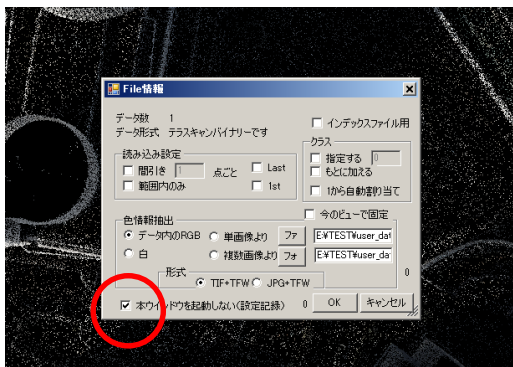 File情報
データ数 1
データ形式 テラスキャンバイナリーです
インデックスファイル用
読み込み設定
間引き 1 点ごと Last
範囲内のみ 1st
クラス
指定する 0
もとに加える
1から自動割り当て
今のビューで固定
色情報抽出
データ内のRGB 単画像より ファ E:¥TEST¥user_dat
白 複数画像より フォ E:¥TEST¥user_da
形式 0
TIF+TFW JPG+TFW
本ウインドウを起動しない(設定記録) 0 OK キャンセル